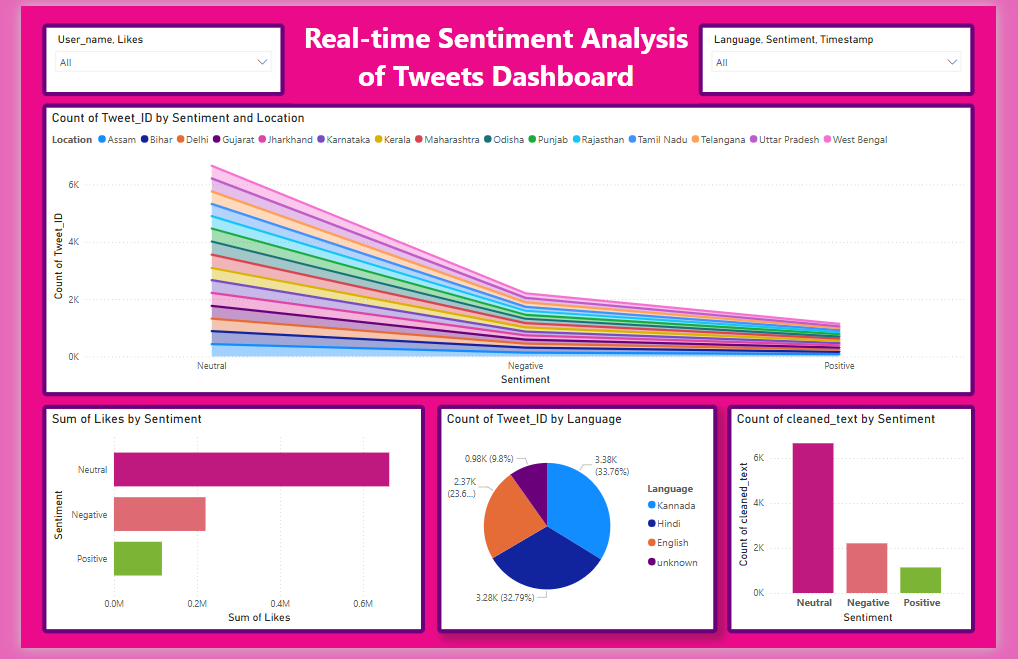 User_name, Likes
All
Real-time Sentiment Analysis
of Tweets Dashboard
Language, Sentiment, Timestamp
All
Count of Tweet_ID by Sentiment and Location
Location Assam Bihar Delhi Gujarat Jharkhand Karnataka Kerala Maharashtra Odisha Punjab Rajasthan Tamil Nadu Telangana Uttar Pradesh West Bengal
6K
4K
2K
0K
Count of Tweet_ID
Neutral Negative Positive
Sentiment
Sum of Likes by Sentiment
Neutral
Negative
Positive
Sentiment
0.0M 0.2M 0.4M 0.6M
Sum of Likes
Count of Tweet_ID by Language
0.98K (9.8%)
3.38K
(33.76%)
2.37K
(23.6...)
3.28K (32.79%)
Language
Kannada
Hindi
English
unknown
Count of cleaned_text by Sentiment
6K
4K
2K
0K
Count of cleaned_text
Neutral Negative Positive
Sentiment